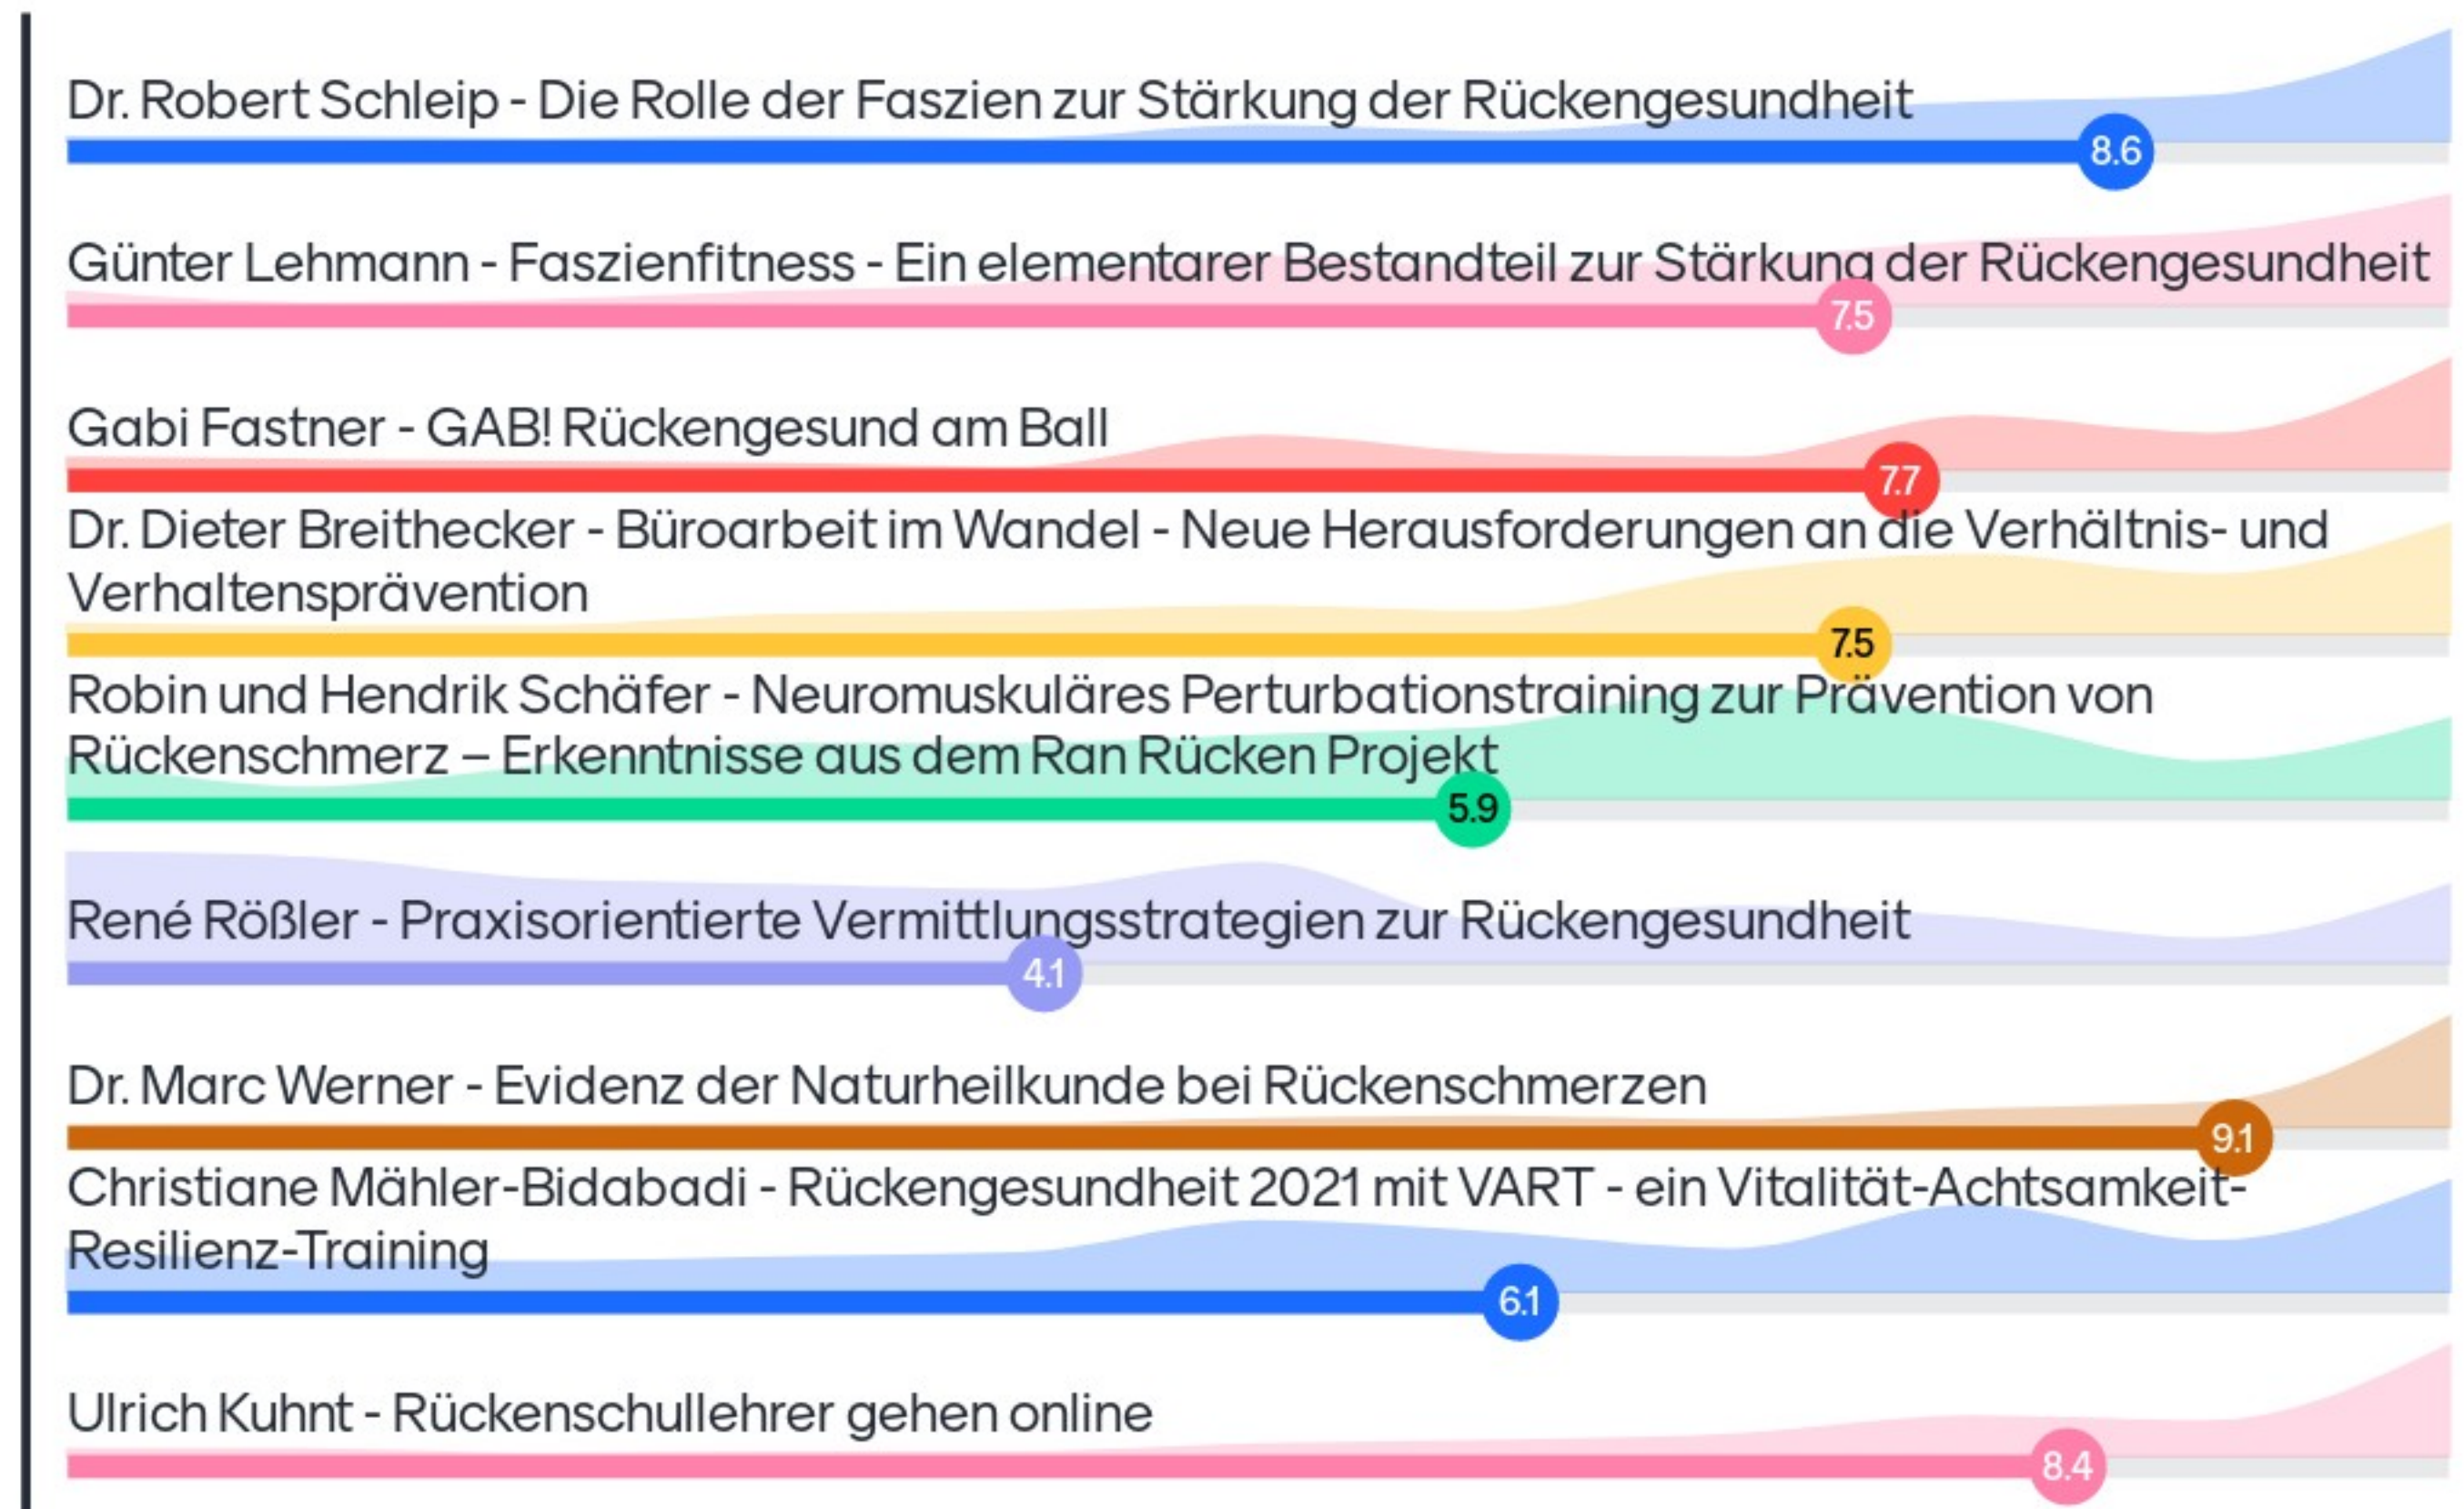 Dr. Robert Schleip - Die Rolle der Faszien zur Stärkung der Rückengesundheit
8.6
Günter Lehmann - Faszienfitness - Ein elementarer Bestandteil zur Stärkung der Rückengesundheit
7.5
Gabi Fastner - GAB! Rückengesund am Ball
7.7
Dr. Dieter Breithecker - Büroarbeit im Wandel - Neue Herausforderungen an die Verhältnis- und
Verhaltensprävention
7.5
Robin und Hendrik Schäfer - Neuromuskuläres Perturbationstraining zur Prävention von
Rückenschmerz – Erkenntnisse aus dem Ran Rücken Projekt
5.9
René Rößler - Praxisorientierte Vermittlungsstrategien zur Rückengesundheit
4.1
Dr. Marc Werner - Evidenz der Naturheilkunde bei Rückenschmerzen
9.1
Christiane Mähler-Bidabadi - Rückengesundheit 2021 mit VART - ein Vitalität-Achtsamkeit-
Resilienz-Training
6.1
Ulrich Kuhnt - Rückenschullehrer gehen online
8.4